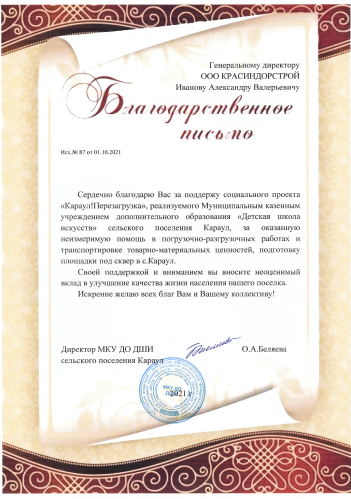 Генеральному директору
ООО КРАСИНДОРСТРОЙ
Иванову Александру Валерьевичу
Благодарственное
письмо
Исх.№ 87 от 01.10.2021
Сердечно благодарю Вас за поддержку социального проекта
«Караул!Перезагрузка», реализуемого Муниципальным казенным
учреждением дополнительного образования «Детская школа
искусств» сельского поселения Караул, за оказанную
неизмеримую помощь в погрузочно-разгрузочных работах и
транспортировке товарно-материальных ценностей, подготовку
площадки под сквер в с.Караул.
Своей поддержкой и вниманием вы вносите неоценимый
вклад в улучшение качества жизни населения нашего поселка.
Искренне желаю всех благ Вам и Вашему коллективу!
Директор МКУ ДО ДШИ
О.А.Беляева
сельского поселения Караул
МКУ ДО
2021г